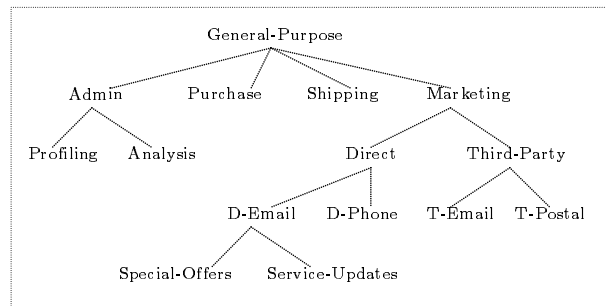 General-Purpose
Admin Purchase Shipping Marketing
Profiling Analysis Direct Third-Party
D-Email D-Phone T-Email T-Postal
Special-Offers Service-Updates